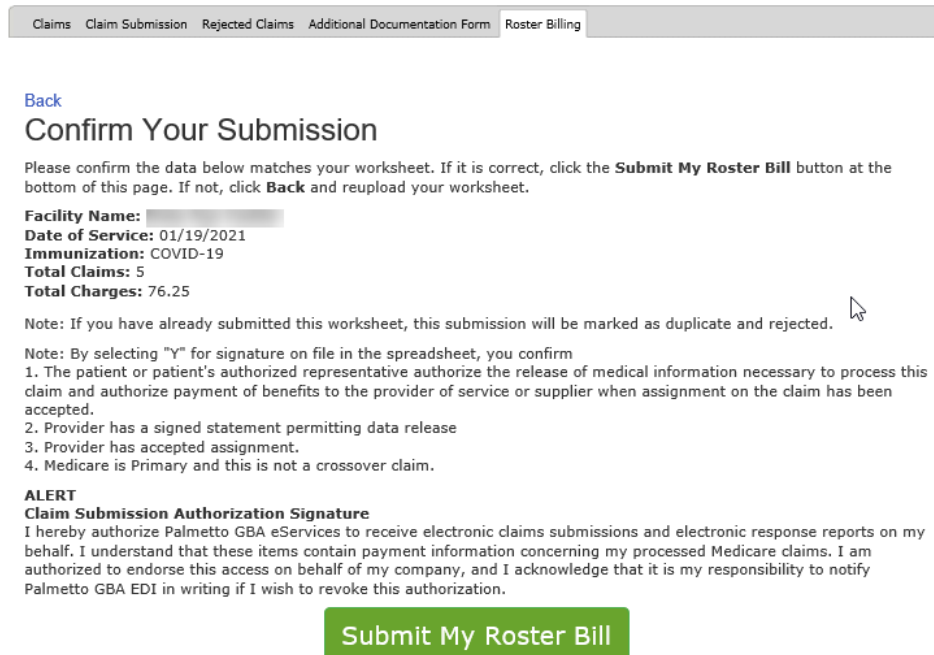 Claims Claim Submission Rejected Claims Additional Documentation Form Roster Billing
Back
Confirm Your Submission
Please confirm the data below matches your worksheet. If it is correct, click the Submit My Roster Bill button at the
bottom of this page. If not, click Back and reupload your worksheet.
Facility Name:
Date of Service: 01/19/2021
Immunization: COVID-19
Total Claims: 5
Total Charges: 76.25
Note: If you have already submitted this worksheet, this submission will be marked as duplicate and rejected.
Note: By selecting "Y" for signature on file in the spreadsheet, you confirm
1. The patient or patient's authorized representative authorize the release of medical information necessary to process this
claim and authorize payment of benefits to the provider of service or supplier when assignment on the claim has been
accepted.
2. Provider has a signed statement permitting data release
3. Provider has accepted assignment.
4. Medicare is Primary and this is not a crossover claim.
ALERT
Claim Submission Authorization Signature
I hereby authorize Palmetto GBA eServices to receive electronic claims submissions and electronic response reports on my
behalf. I understand that these items contain payment information concerning my processed Medicare claims. I am
authorized to endorse this access on behalf of my company, and I acknowledge that it is my responsibility to notify
Palmetto GBA EDI in writing if I wish to revoke this authorization.
Submit My Roster Bill